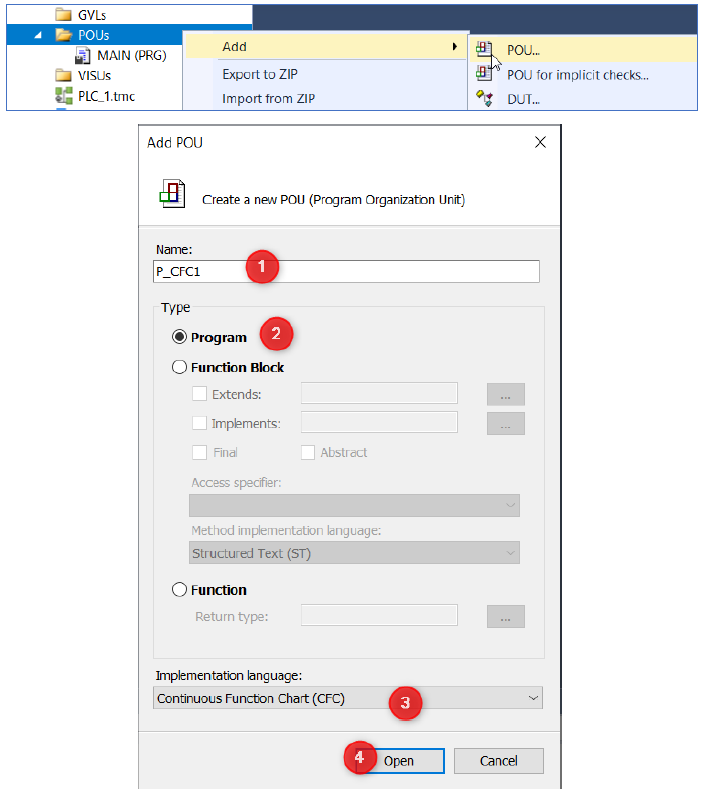 GVLs
POUs
MAIN (PRG)
VISUs
PLC_1.tmc
Add
Export to ZIP
Import from ZIP
POU...
POU for implicit checks...
DUT...
Add POU
Create a new POU (Program Organization Unit)
Name:
P_CFC1
1
Type
Program
2
Function Block
Extends:
...
Implements:
...
Final
Abstract
Access specifier:
Method implementation language:
Structured Text (ST)
Function
Return type:
...
Implementation language:
Continuous Function Chart (CFC)
3
4
Open
Cancel